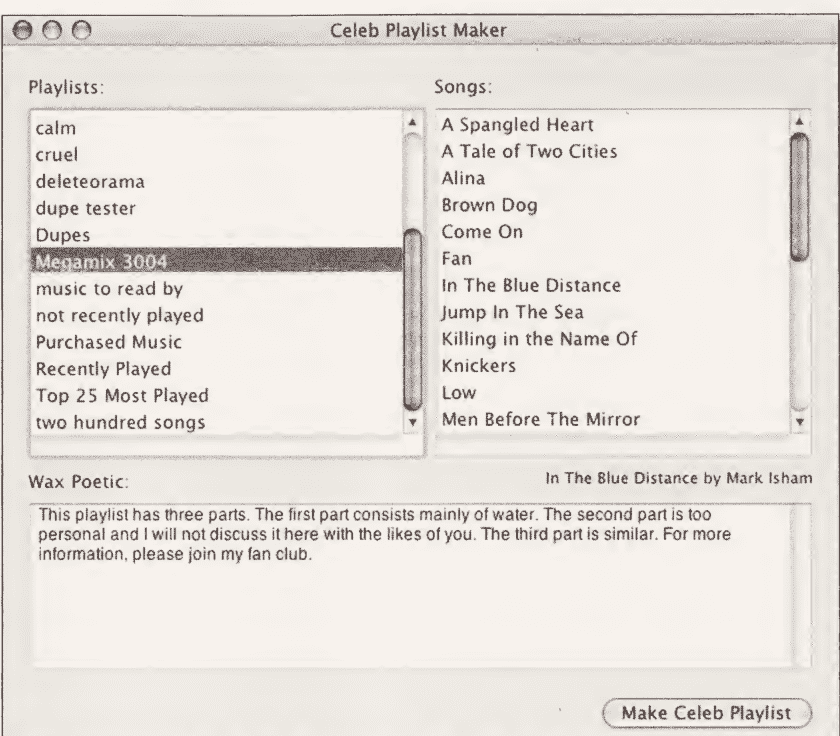 Celeb Playlist Maker
Playlists:
calm
cruel
deleteorama
dupe tester
Dupes
Megamix 3004
music to read by
not recently played
Purchased Music
Recently Played
Top 25 Most Played
two hundred songs
Songs:
A Spangled Heart
A Tale of Two Cities
Alina
Brown Dog
Come On
Fan
In The Blue Distance
Jump In The Sea
Killing in the Name Of
Knickers
Low
Men Before The Mirror
Wax Poetic:
In The Blue Distance by Mark Isham
This playlist has three parts. The first part consists mainly of water. The second part is too
personal and I will not discuss it here with the likes of you. The third part is similar. For more
information, please join my fan club.
Make Celeb Playlist